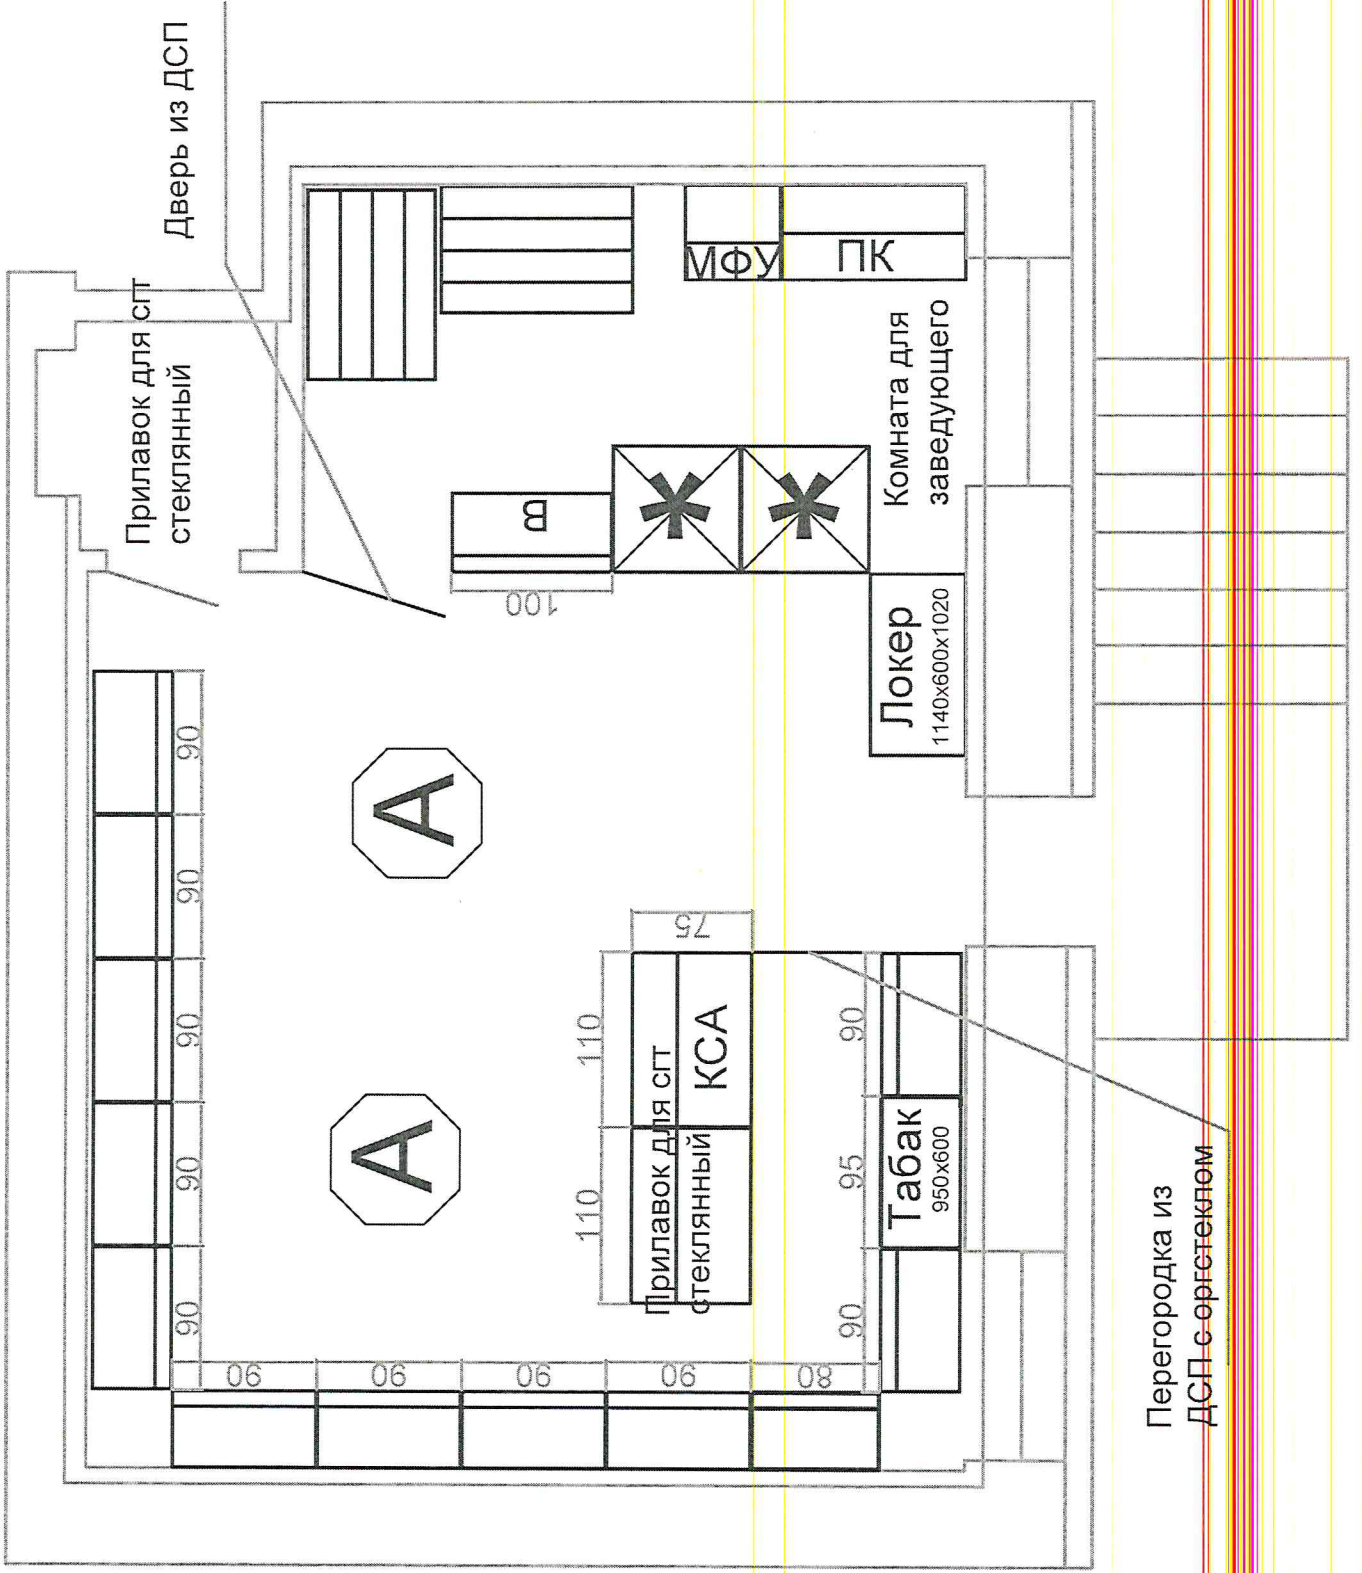 Дверь из ДСП
Прилавок для сгт
стеклянный
МФУ
ПК
Комната для
заведующего
В
100
Локер
1140х600х1020
90
90
90
90
90
А
А
75
110
110
КСА
Прилавок для сгт
стеклянный
90
95
90
Табак
950х600
90
90
90
90
80
Перегородка из
ДСП с оргстеклом